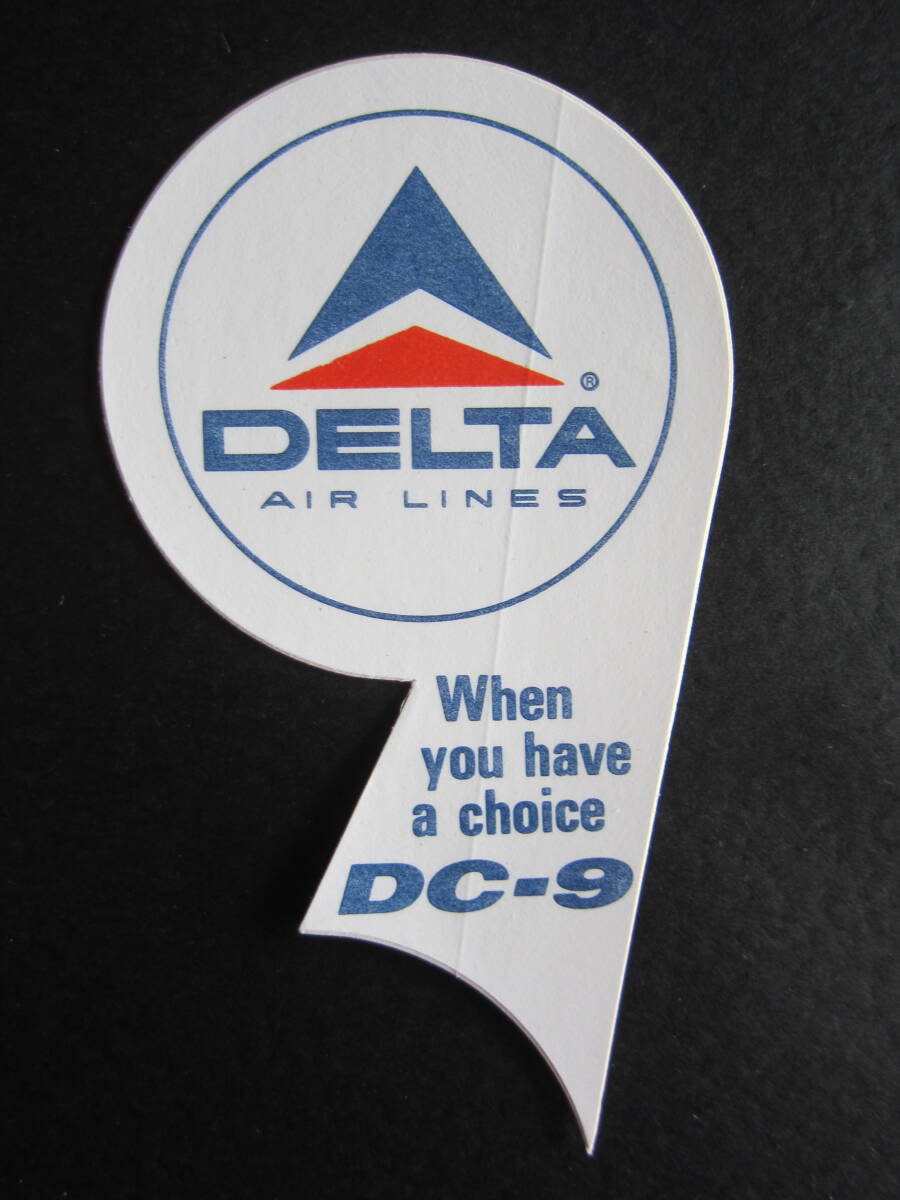 ®
DELTA
AIR LINES
When
you have
a choice
DC-9